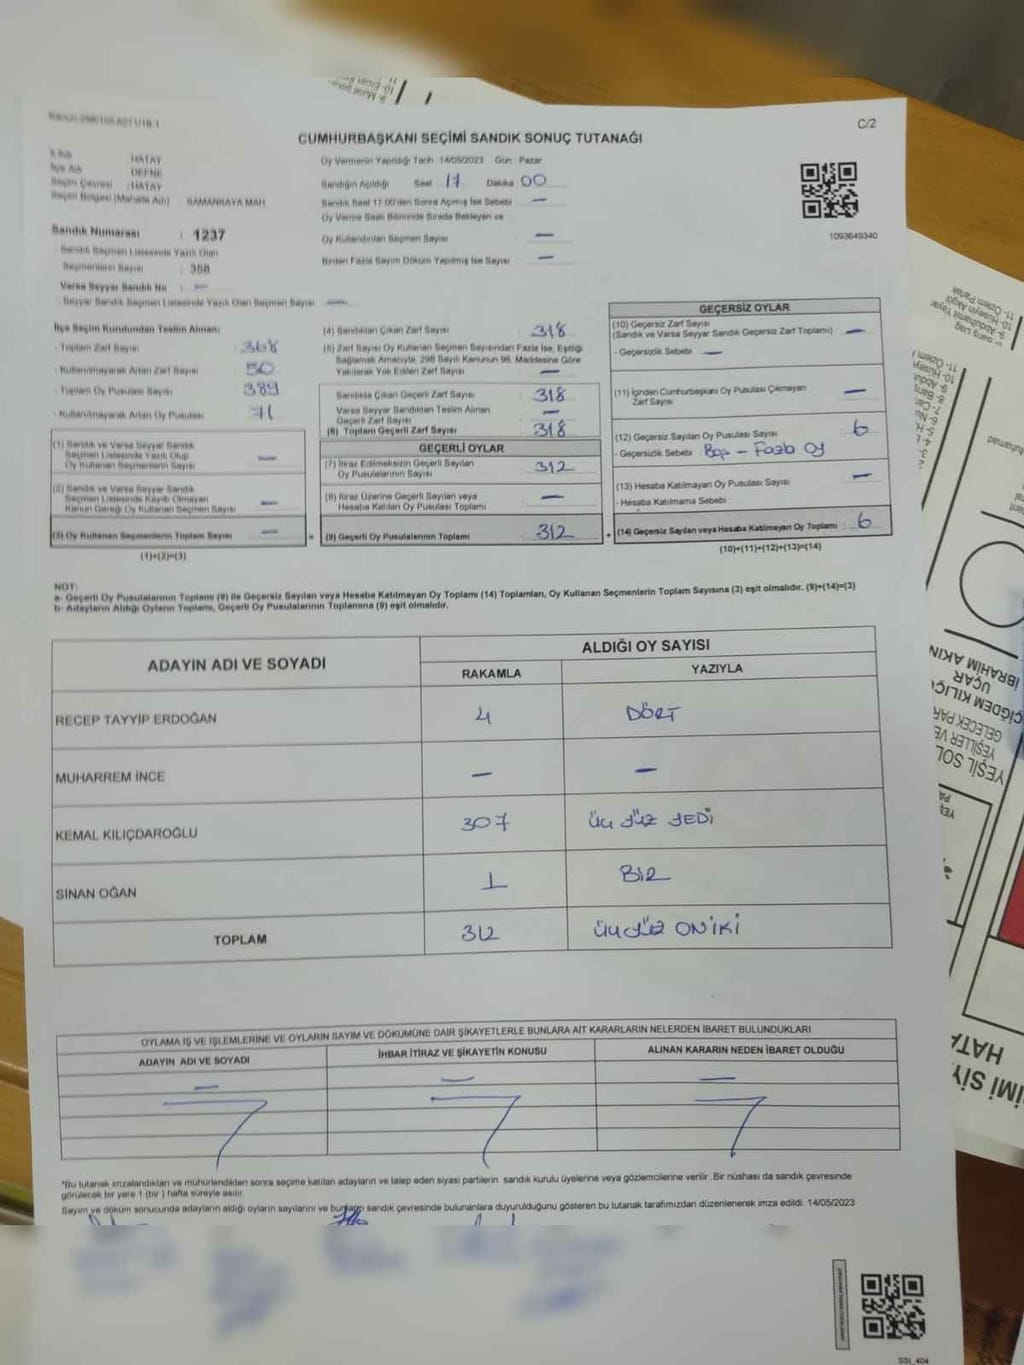 C/2
CUMHURBAŞKANI SEÇİMİ SANDIK SONUÇ TUTANAĞI
İl Adı : HATAY
İlçe Adı : DEFNE
Seçim Çevresi : HATAY
Seçim Bölgesi (Mahalle Adı) : SAMANKAYA MAH.
Sandık Numarası : 1237
Sandık Seçmen Listesinde Yazılı Olan
Seçmenlerin Sayısı : 358
Varsa Seyyar Sandık No : —
Seyyar Sandık Seçmen Listesinde Yazılı Olan Seçmen Sayısı : —
Oy Vermenin Yapıldığı Tarih : 14/05/2023 Gün : Pazar
Sandığın Açıldığı Saat 17 Dakika 00
Sandık Saat 17.00'den Sonra Açılmış İse Sebebi : —
Oy Verme Saati Bitiminde Sırada Bekleyen ve
Oy Kullandırılan Seçmen Sayısı : —
Birden Fazla Sayım Döküm Yapılmış İse Sayısı : —
1093649340
İlçe Seçim Kurulundan Teslim Alınan;
- Toplam Zarf Sayısı : 368
- Kullanılmayarak Artan Zarf Sayısı : 50
- Toplam Oy Pusulası Sayısı : 389
- Kullanılmayarak Artan Oy Pusulası : 71
(1) Sandık ve Varsa Seyyar Sandık
Seçmen Listesinde Yazılı Olup
Oy Kullanan Seçmenlerin Sayısı : —
(2) Sandık ve Varsa Seyyar Sandık
Seçmen Listesinde Kayıtlı Olmayan
Kanun Gereği Oy Kullanan Seçmen Sayısı : —
(3) Oy Kullanan Seçmenlerin Toplam Sayısı : —
(1)+(2)=(3)
(4) Sandıktan Çıkan Zarf Sayısı : 318
(5) Zarf Sayısı Oy Kullanan Seçmen Sayısından Fazla İse, Eşitliği
Sağlamak Amacıyla, 298 Sayılı Kanunun 98. Maddesine Göre
Yakılarak Yok Edilen Zarf Sayısı : —
Sandıkta Çıkan Geçerli Zarf Sayısı : 318
Varsa Seyyar Sandıktan Teslim Alınan
Geçerli Zarf Sayısı : —
(6) Toplam Geçerli Zarf Sayısı : 318
GEÇERLİ OYLAR
(7) İtiraz Edilmeksizin Geçerli Sayılan
Oy Pusulasının Sayısı : 312
(8) İtiraz Üzerine Geçerli Sayılan veya
Hesaba Katılan Oy Pusulası Toplamı : —
(9) Geçerli Oy Pusulalarının Toplamı : 312
GEÇERSİZ OYLAR
(10) Geçersiz Zarf Sayısı
(Sandık ve Varsa Seyyar Sandık Geçersiz Zarf Toplamı) : —
- Geçersizlik Sebebi : —
(11) İçinden Cumhurbaşkanı Oy Pusulası Çıkmayan
Zarf Sayısı : —
(12) Geçersiz Sayılan Oy Pusulası Sayısı : 6
- Geçersizlik Sebebi : Boş – Fazla Oy
(13) Hesaba Katılmayan Oy Pusulası Sayısı : —
- Hesaba Katılmama Sebebi :
(14) Geçersiz Sayılan veya Hesaba Katılmayan Oy Toplamı : 6
(10)+(11)+(12)+(13)=(14)
NOT:
a- Geçerli Oy Pusulalarının Toplamı (9) ile Geçersiz Sayılan veya Hesaba Katılmayan Oy Toplamı (14) Toplamları, Oy Kullanan Seçmenlerin Toplam Sayısına (3) eşit olmalıdır. (9)+(14)=(3)
b- Adayların Aldığı Oyların Toplamı, Geçerli Oy Pusulalarının Toplamına (9) eşit olmalıdır.
ADAYIN ADI VE SOYADI
ALDIĞI OY SAYISI
RAKAMLA YAZIYLA
RECEP TAYYİP ERDOĞAN 4 DÖRT
MUHARREM İNCE — —
KEMAL KILIÇDAROĞLU 307 ÜÇ YÜZ YEDİ
SİNAN OĞAN 1 BİR
TOPLAM 312 ÜÇYÜZ ONİKİ
OYLAMA İŞ VE İŞLEMLERİNE VE OYLARIN SAYIM VE DÖKÜMÜNE DAİR ŞİKAYETLERLE BUNLARA AİT KARARLARIN NELERDEN İBARET BULUNDUKLARI
ADAYIN ADI VE SOYADI İHBAR İTİRAZ VE ŞİKAYETİN KONUSU ALINAN KARARIN NEDEN İBARET OLDUĞU
— — —
*Bu tutanak imzalandıktan ve mühürlendikten sonra seçime katılan adayların ve talep eden siyasi partilerin sandık kurulu üyelerine veya gözlemcilerine verilir. Bir nüshası da sandık çevresinde
görülecek bir yere 1 (bir) hafta süreyle asılır.
Sayım ve döküm sonucunda adayların aldığı oyların sayılarını ve bunların sandık çevresinde bulunanlara duyurulduğunu gösteren bu tutanak tarafımızdan düzenlenerek imza edildi. 14/05/2023
SSI_404
İBRAHİM AKIN
UÇAR
ÇİĞDEM KILIÇ
GELECEK PAR
YEŞİLLER VE
YEŞİL SOL
HATA
İMİ SİY